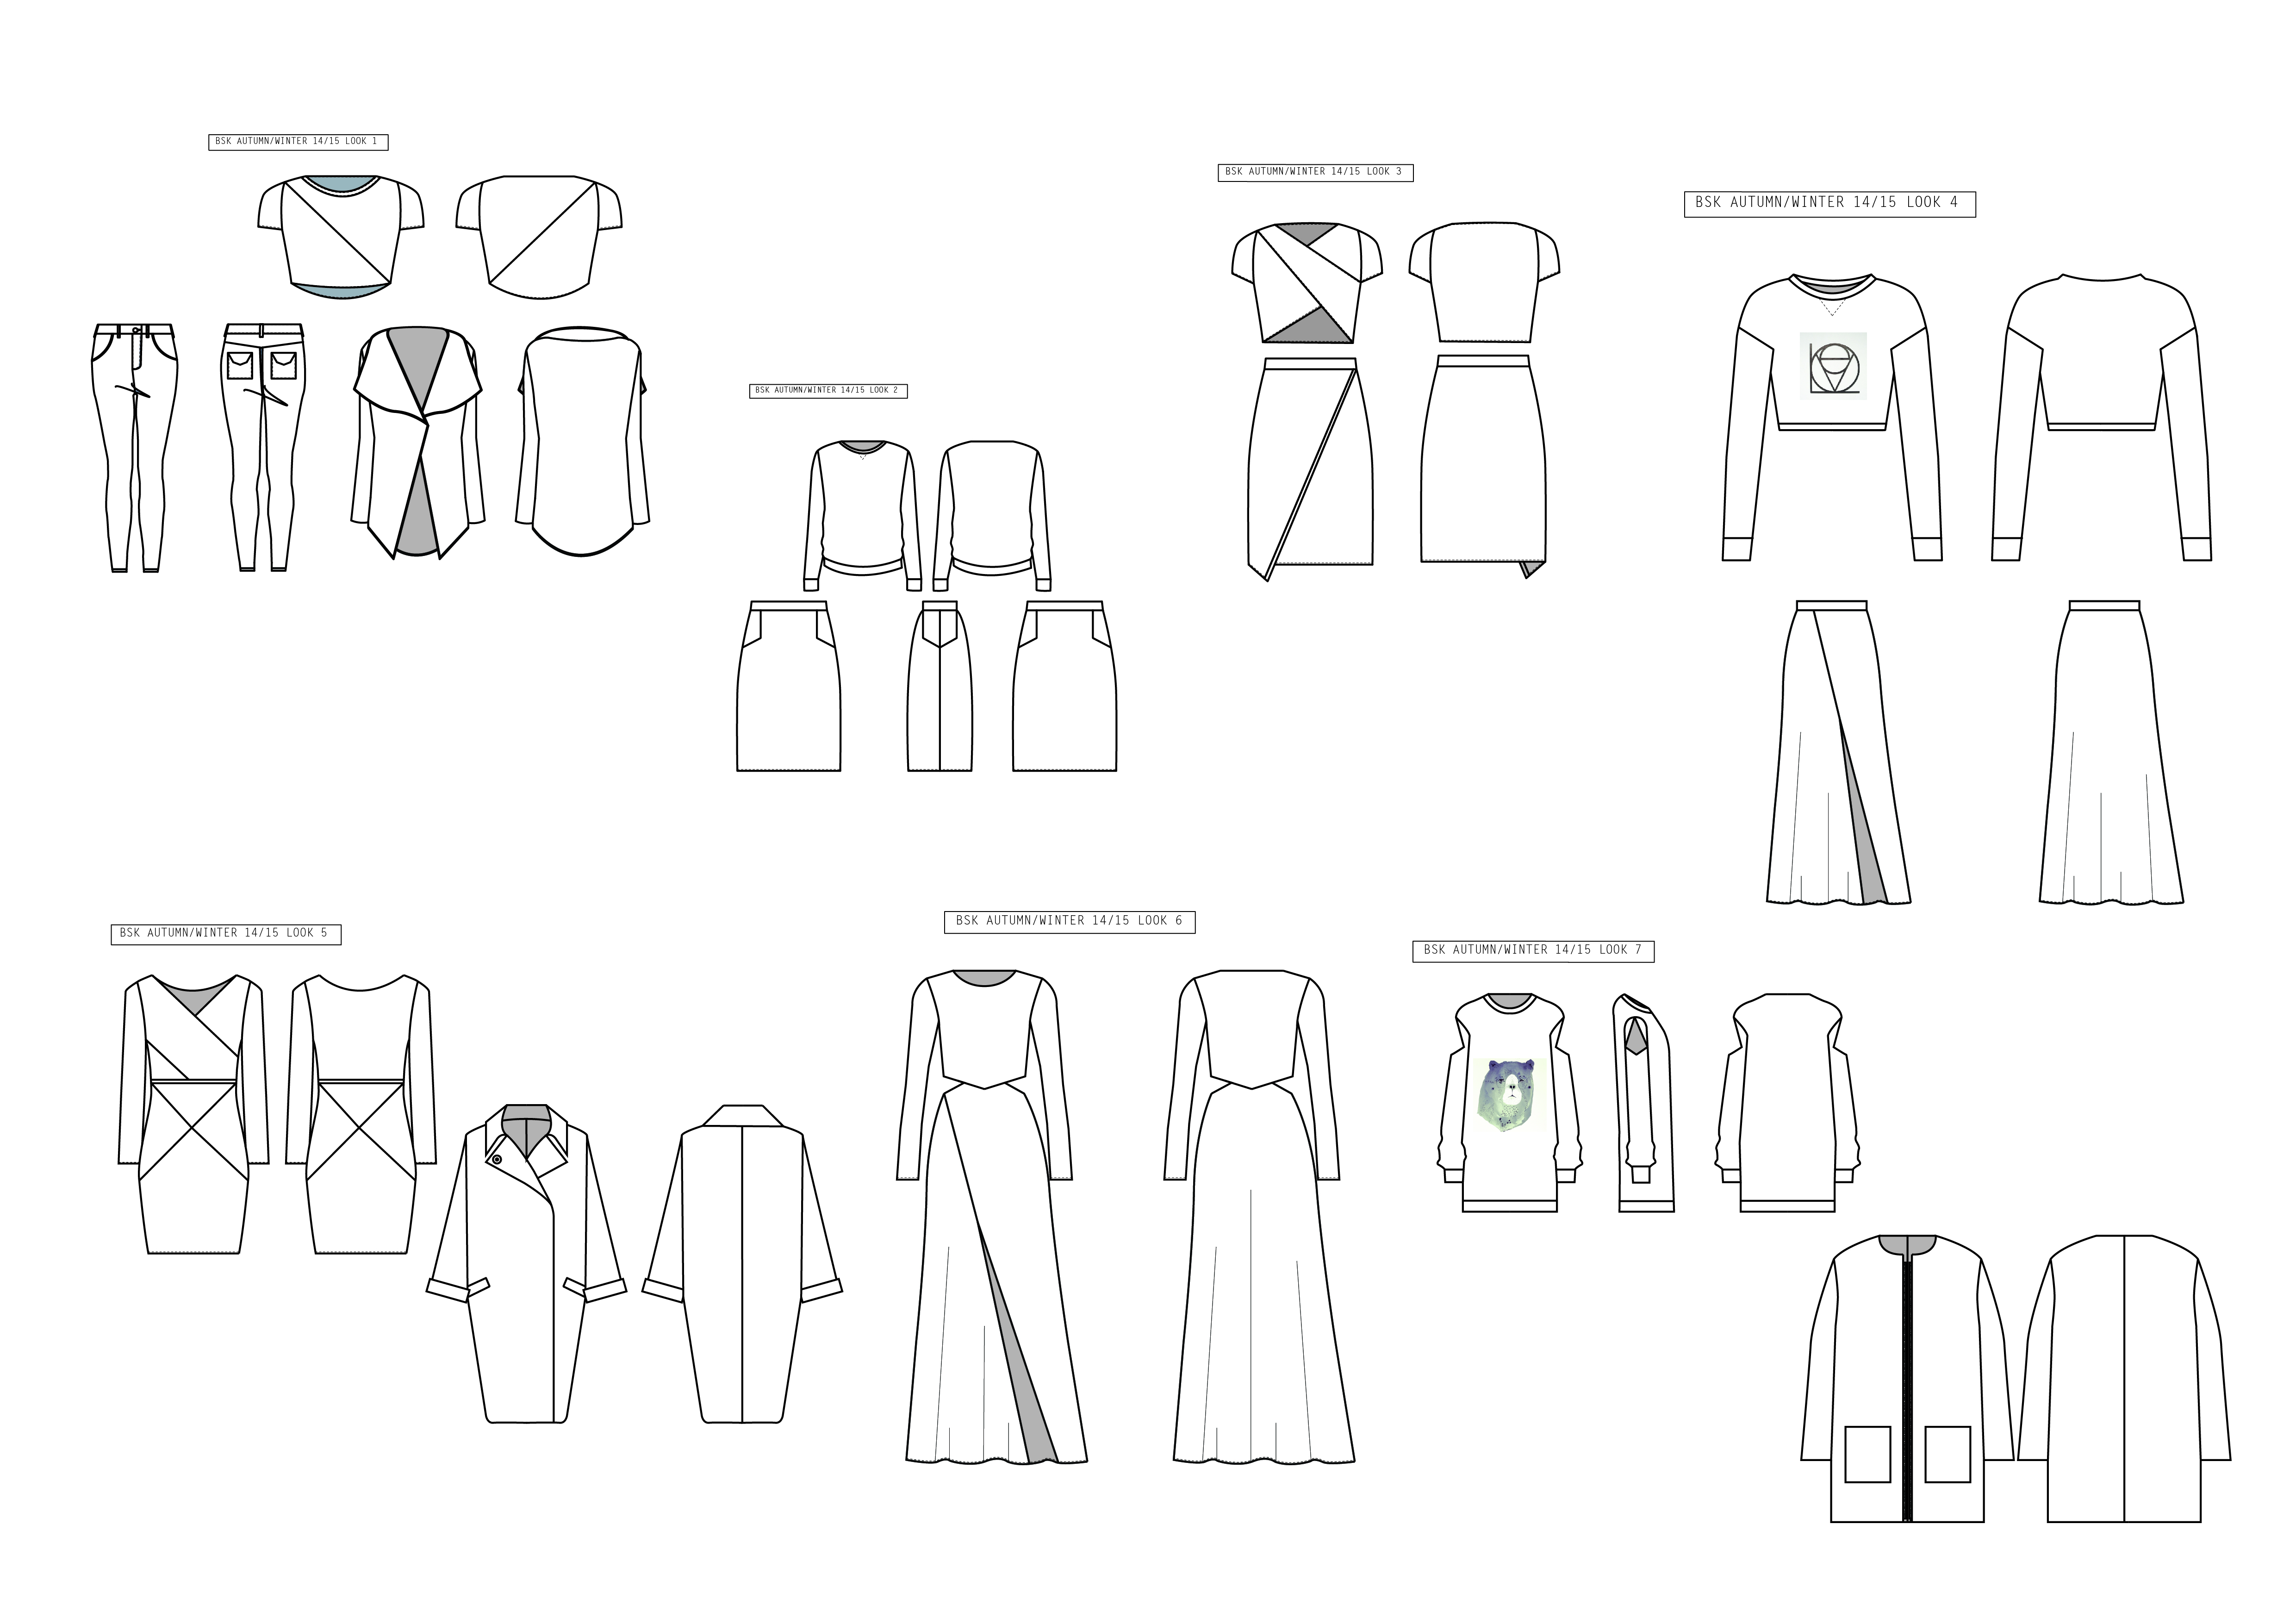 BSK AUTUMN/WINTER 14/15 LOOK 1
BSK AUTUMN/WINTER 14/15 LOOK 2
BSK AUTUMN/WINTER 14/15 LOOK 3
BSK AUTUMN/WINTER 14/15 LOOK 4
BSK AUTUMN/WINTER 14/15 LOOK 5
BSK AUTUMN/WINTER 14/15 LOOK 6
BSK AUTUMN/WINTER 14/15 LOOK 7